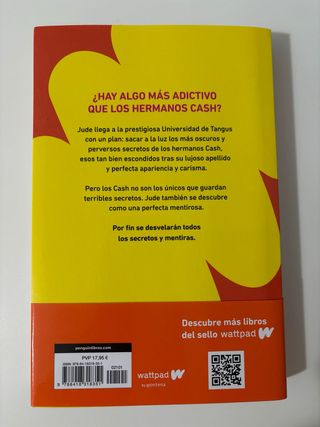 ¿HAY ALGO MÁS ADICTIVO
QUE LOS HERMANOS CASH?
Jude llega a la prestigiosa Universidad de Tangus
con un plan: sacar a la luz los más oscuros y
perversos secretos de los hermanos Cash,
esos tan bien escondidos tras su lujoso apellido
y perfecta apariencia y carisma.
Pero los Cash no son los únicos que guardan
terribles secretos. Jude también se descubre
como una perfecta mentirosa.
Por fin se desvelarán todos
los secretos y mentiras.
Descubre más libros
del sello wattpad W
penguinlibros.com
PVP 17,95 €
02101
wattpad W
by montena